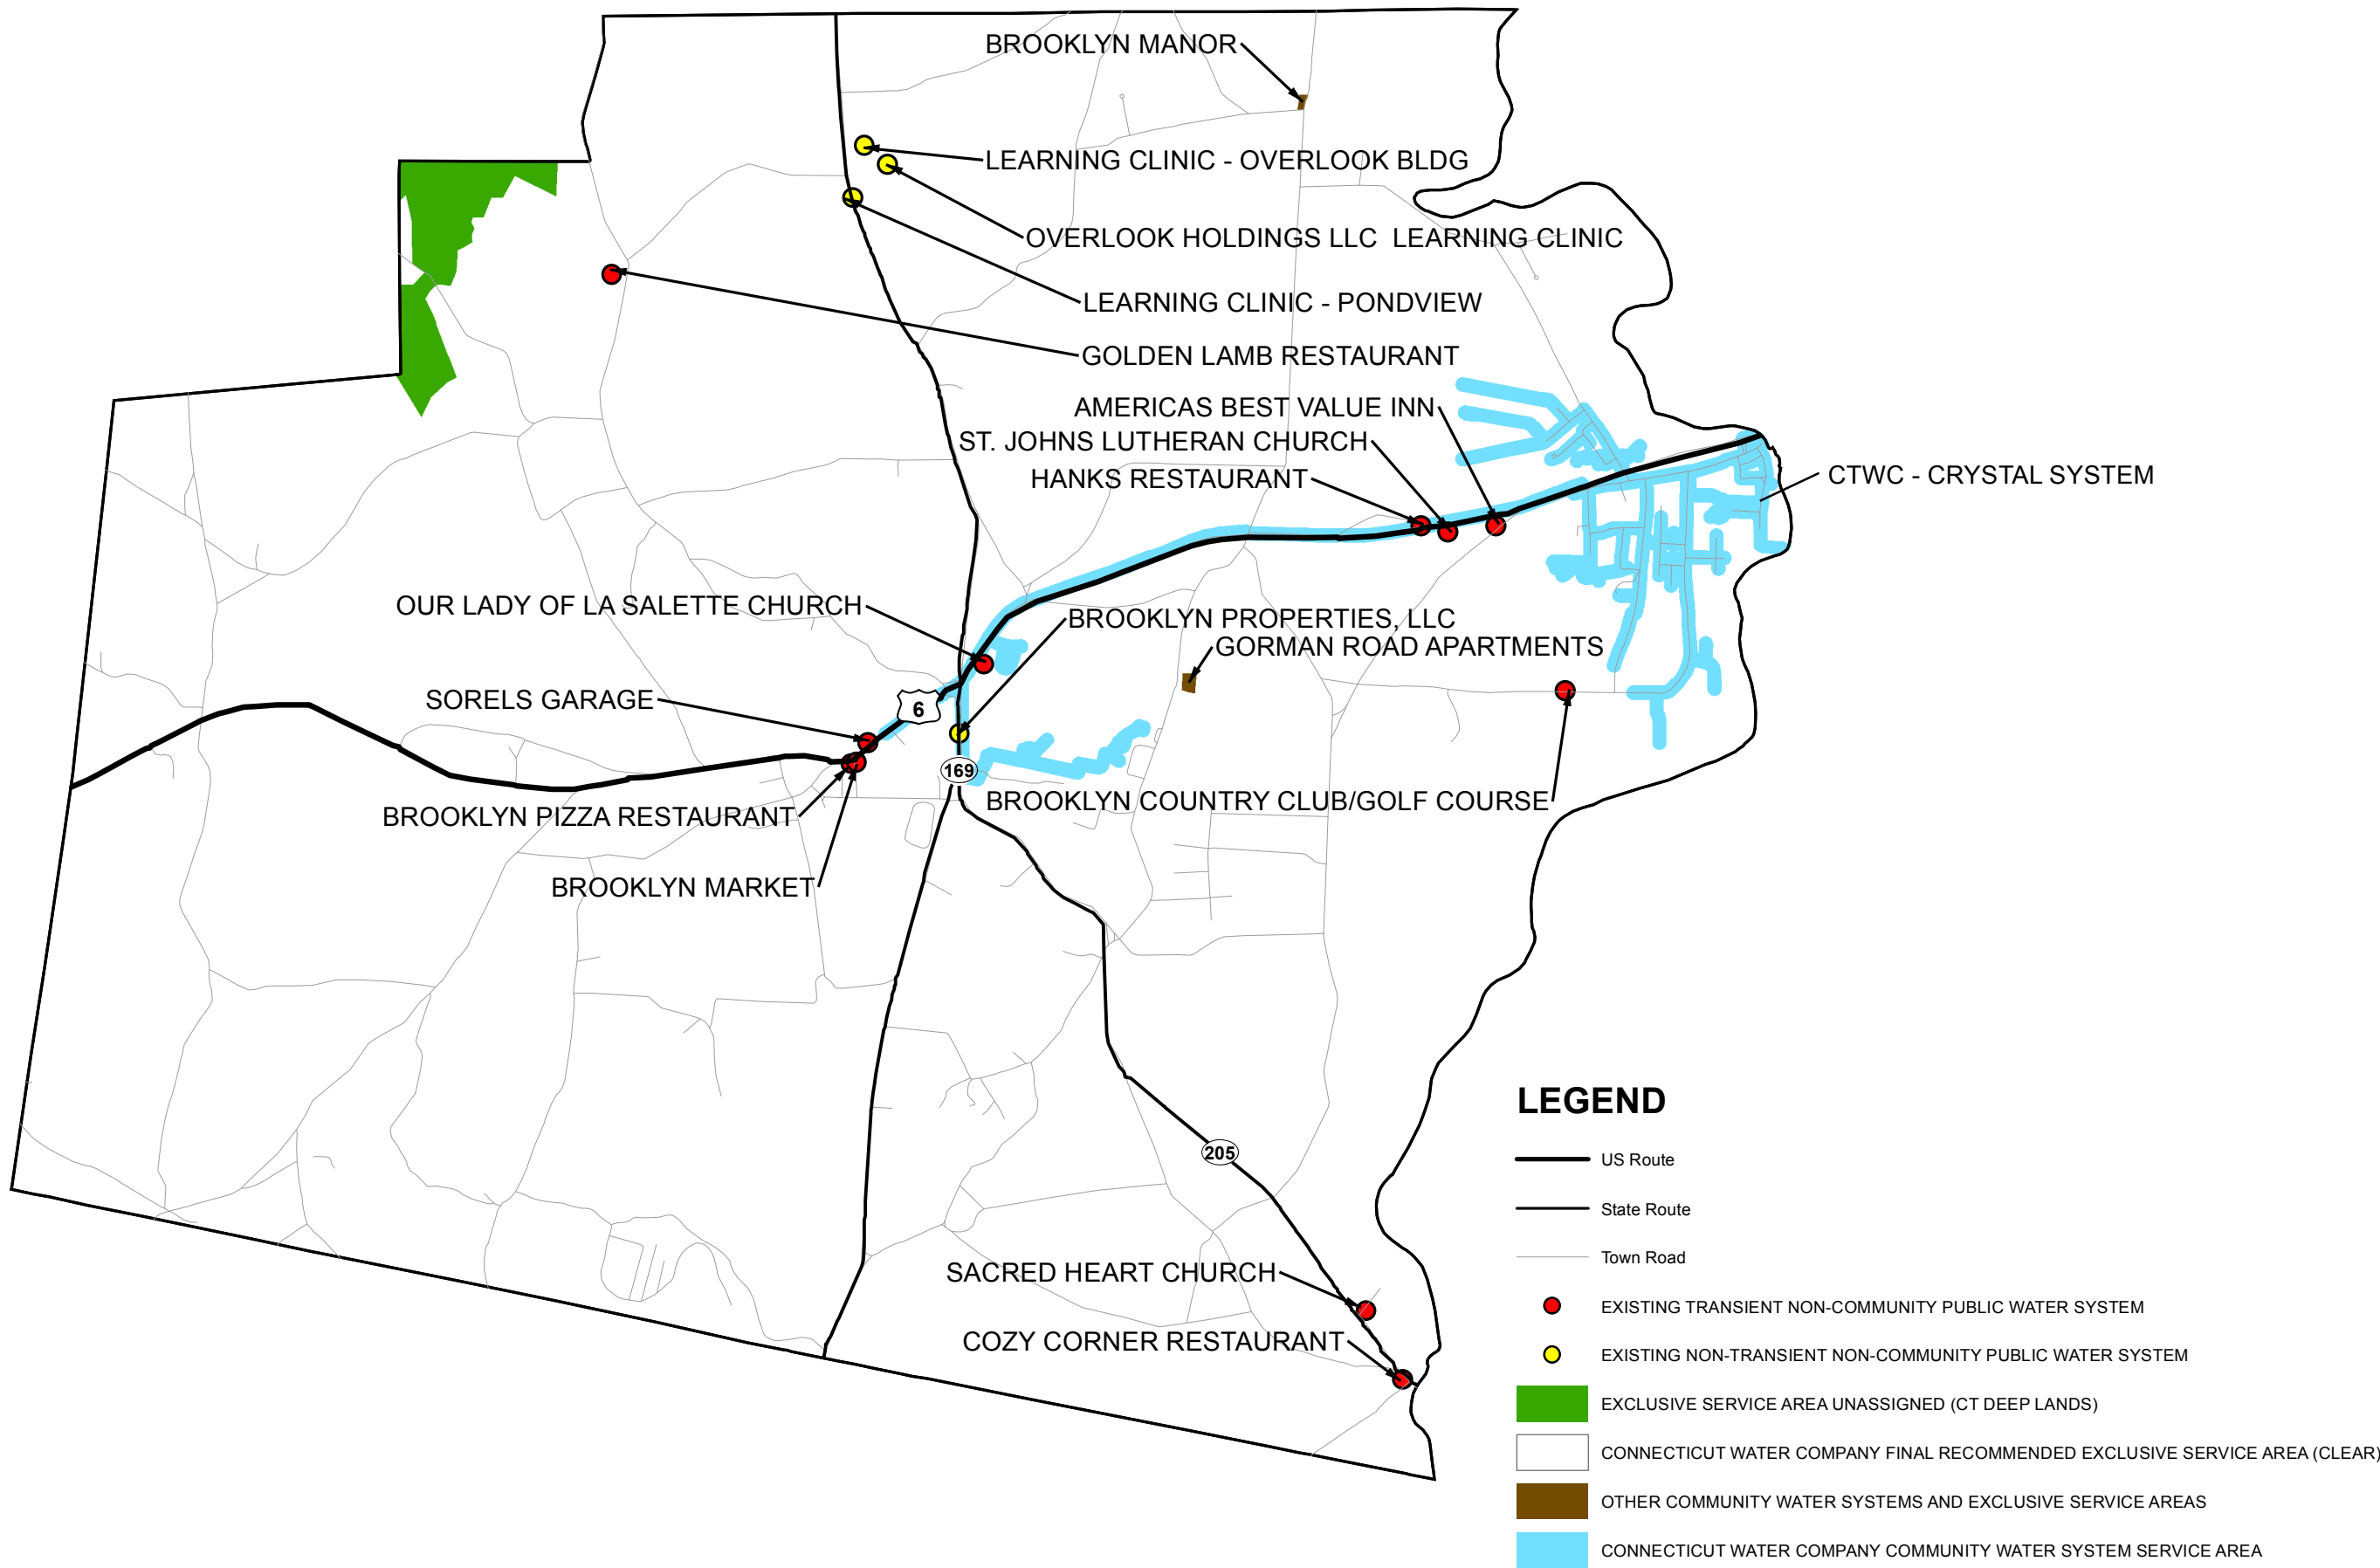 BROOKLYN MANOR
LEARNING CLINIC - OVERLOOK BLDG
OVERLOOK HOLDINGS LLC  LEARNING CLINIC
LEARNING CLINIC - PONDVIEW
GOLDEN LAMB RESTAURANT
AMERICAS BEST VALUE INN
ST. JOHNS LUTHERAN CHURCH
HANKS RESTAURANT
CTWC - CRYSTAL SYSTEM
OUR LADY OF LA SALETTE CHURCH
BROOKLYN PROPERTIES, LLC
GORMAN ROAD APARTMENTS
SORELS GARAGE
6
169
BROOKLYN COUNTRY CLUB/GOLF COURSE
BROOKLYN PIZZA RESTAURANT
BROOKLYN MARKET
205
SACRED HEART CHURCH
COZY CORNER RESTAURANT
LEGEND
US Route
State Route
Town Road
EXISTING TRANSIENT NON-COMMUNITY PUBLIC WATER SYSTEM
EXISTING NON-TRANSIENT NON-COMMUNITY PUBLIC WATER SYSTEM
EXCLUSIVE SERVICE AREA UNASSIGNED (CT DEEP LANDS)
CONNECTICUT WATER COMPANY FINAL RECOMMENDED EXCLUSIVE SERVICE AREA (CLEAR)
OTHER COMMUNITY WATER SYSTEMS AND EXCLUSIVE SERVICE AREAS
CONNECTICUT WATER COMPANY COMMUNITY WATER SYSTEM SERVICE AREA